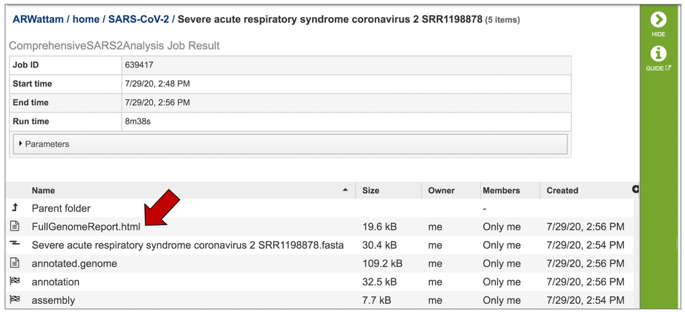 ARWattam / home / SARS-CoV-2 / Severe acute respiratory syndrome coronavirus 2 SRR1198878 (5 items)
HIDE
GUIDE
ComprehensiveSARS2Analysis Job Result
Job ID 639417
Start time 7/29/20, 2:48 PM
End time 7/29/20, 2:56 PM
Run time 8m38s
Parameters
Name Size Owner Members Created
Parent folder -
FullGenomeReport.html 19.6 kB me Only me 7/29/20, 2:56 PM
Severe acute respiratory syndrome coronavirus 2 SRR1198878.fasta 30.4 kB me Only me 7/29/20, 2:54 PM
annotated.genome 109.2 kB me Only me 7/29/20, 2:56 PM
annotation 32.5 kB me Only me 7/29/20, 2:56 PM
assembly 7.7 kB me Only me 7/29/20, 2:54 PM